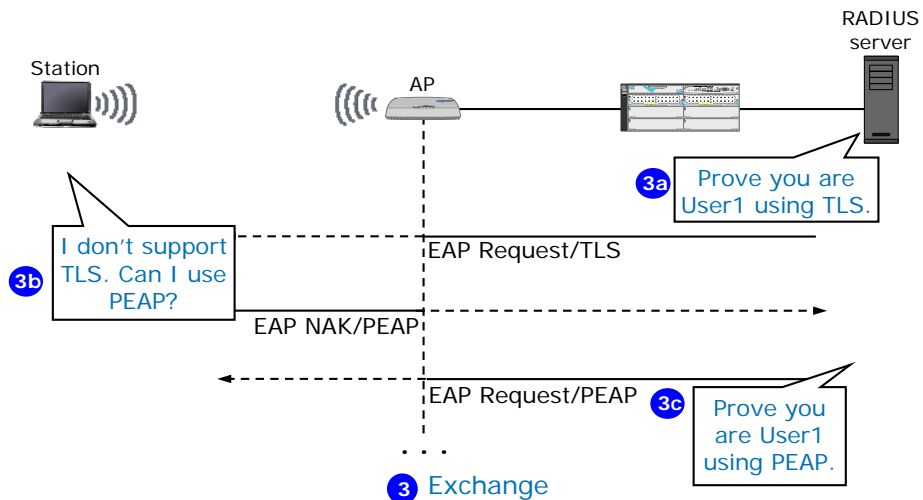 RADIUS
server
Station
AP
3a
Prove you are
User1 using TLS.
EAP Request/TLS
3b
I don't support
TLS. Can I use
PEAP?
EAP NAK/PEAP
EAP Request/PEAP
3c
Prove you
are User1
using PEAP.
. . .
3 Exchange